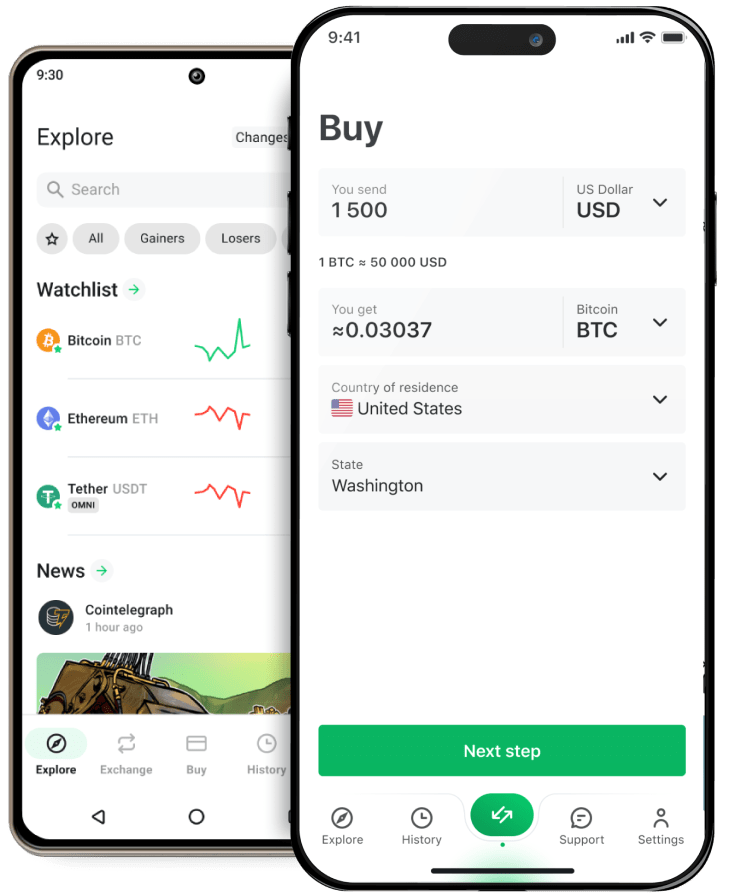 9:30
Explore
Changes
Search
All
Gainers
Losers
Watchlist
Bitcoin BTC
Ethereum ETH
Tether USDT
OMNI
News
Cointelegraph
1 hour ago
Explore
Exchange
Buy
History
9:41
Buy
You send
1 500
US Dollar
USD
1 BTC ≈ 50 000 USD
You get
≈0.03037
Bitcoin
BTC
Country of residence
United States
State
Washington
Next step
Explore
History
Support
Settings